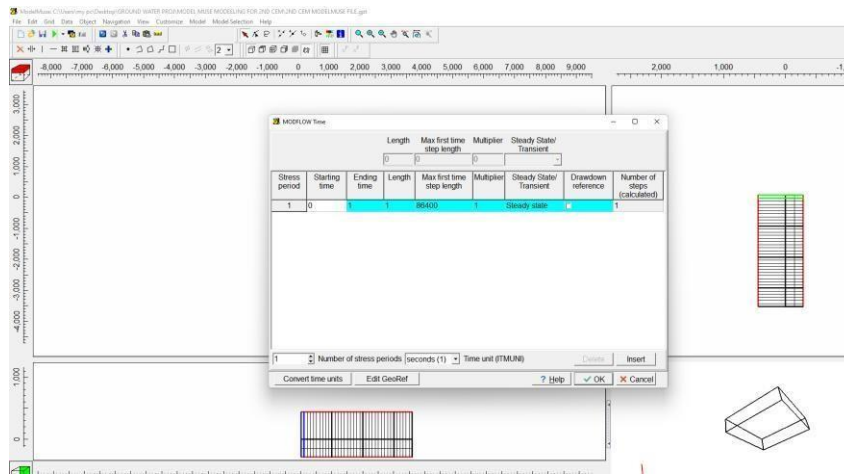 ModelMuse C:\Users\my pc\Desktop\GROUND WATER PROJ\MODEL MUSE MODEELING FOR 2ND CEM\2ND CEM MODELMUSE FILE.gpt
File Edit Grid Data Object Navigation View Customize Model Model Selection Help
2
-8,000 -7,000 -6,000 -5,000 -4,000 -3,000 -2,000 -1,000 0 1,000 2,000 3,000 4,000 5,000 6,000 7,000 8,000 9,000
2,000 1,000 0 -1,
3,000
2,000
1,000
0
-1,000
-2,000
-3,000
-4,000
MODFLOW Time
Length Max first time step length Multiplier Steady State/ Transient
0 0 0
Stress period Starting time Ending time Length Max first time step length Multiplier Steady State/ Transient Drawdown reference Number of steps (calculated)
1 0 1 1 86400 1 Steady state 1
1 Number of stress periods seconds (1) Time unit (ITMUNI) Delete Insert
Convert time units Edit GeoRef ? Help OK Cancel
1,000
0